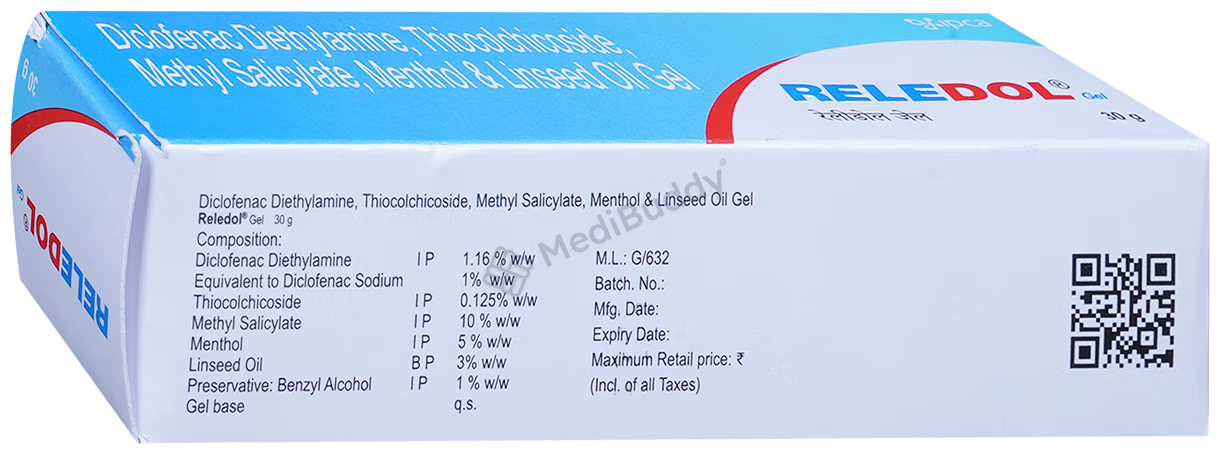 Diclofenac Diethylamine, Thiocolchicoside,
Methyl Salicylate, Menthol & Linseed Oil Gel
ipca
RELEDOL® Gel
रेलीडोल जेल
30 g
30 g
RELEDOL®
Gel
Diclofenac Diethylamine, Thiocolchicoside, Methyl Salicylate, Menthol & Linseed Oil Gel
Reledol® Gel 30 g
Composition:
Diclofenac Diethylamine I P 1.16 % w/w
Equivalent to Diclofenac Sodium 1% w/w
Thiocolchicoside I P 0.125% w/w
Methyl Salicylate I P 10 % w/w
Menthol I P 5 % w/w
Linseed Oil B P 3% w/w
Preservative: Benzyl Alcohol I P 1 % w/w
Gel base q.s.
M.L.: G/632
Batch. No.:
Mfg. Date:
Expiry Date:
Maximum Retail price: ₹
(Incl. of all Taxes)
MediBuddy®